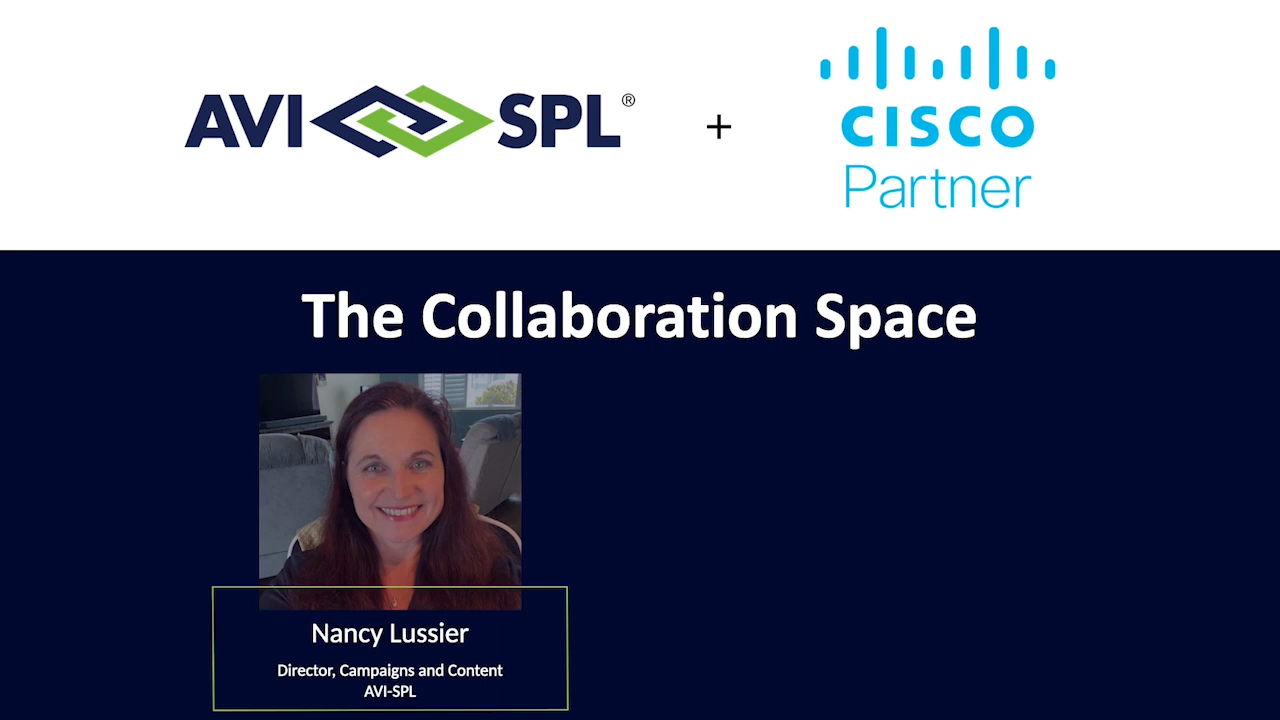 AVI SPL®
+
CISCO
Partner
The Collaboration Space
Nancy Lussier
Director, Campaigns and Content
AVI-SPL